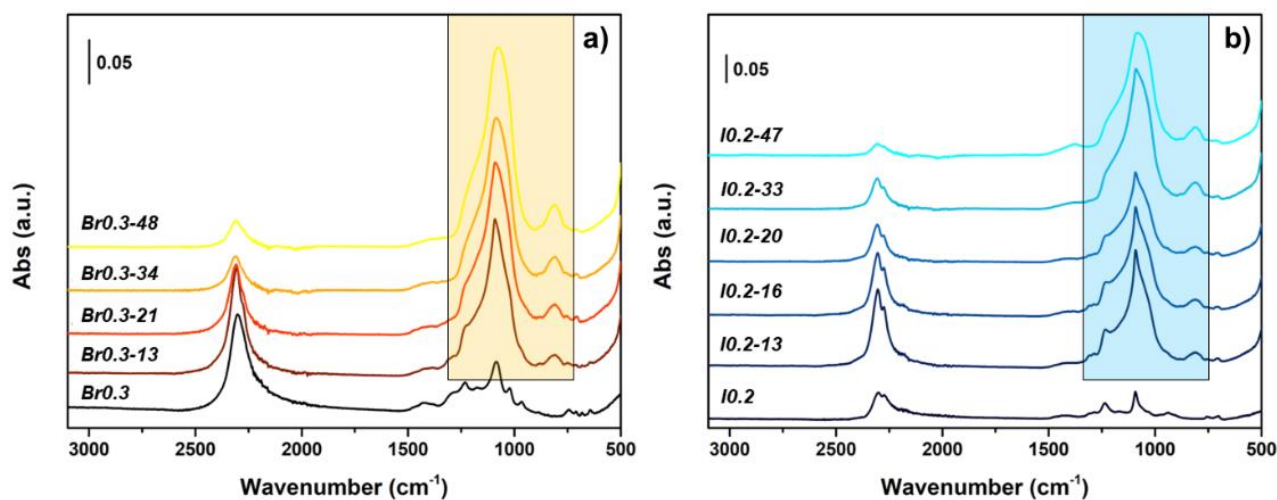 a)
0.05
Br0.3-48
Br0.3-34
Br0.3-21
Br0.3-13
Br0.3
Abs (a.u.)
3000 2500 2000 1500 1000 500
Wavenumber (cm⁻¹)
b)
0.05
I0.2-47
I0.2-33
I0.2-20
I0.2-16
I0.2-13
I0.2
Abs (a.u.)
3000 2500 2000 1500 1000 500
Wavenumber (cm⁻¹)